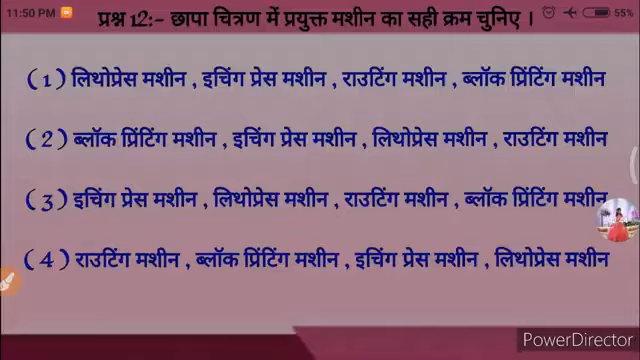 11:50 PM 55%
प्रश्न 12:- छापा चित्रण में प्रयुक्त मशीन का सही क्रम चुनिए ।
(1) लिथोप्रेस मशीन , इचिंग प्रेस मशीन , राउटिंग मशीन , ब्लॉक प्रिंटिंग मशीन
(2) ब्लॉक प्रिंटिंग मशीन , इचिंग प्रेस मशीन , लिथोप्रेस मशीन , राउटिंग मशीन
(3) इचिंग प्रेस मशीन , लिथोप्रेस मशीन , राउटिंग मशीन , ब्लॉक प्रिंटिंग मशीन
(4) राउटिंग मशीन , ब्लॉक प्रिंटिंग मशीन , इचिंग प्रेस मशीन , लिथोप्रेस मशीन
PowerDirector